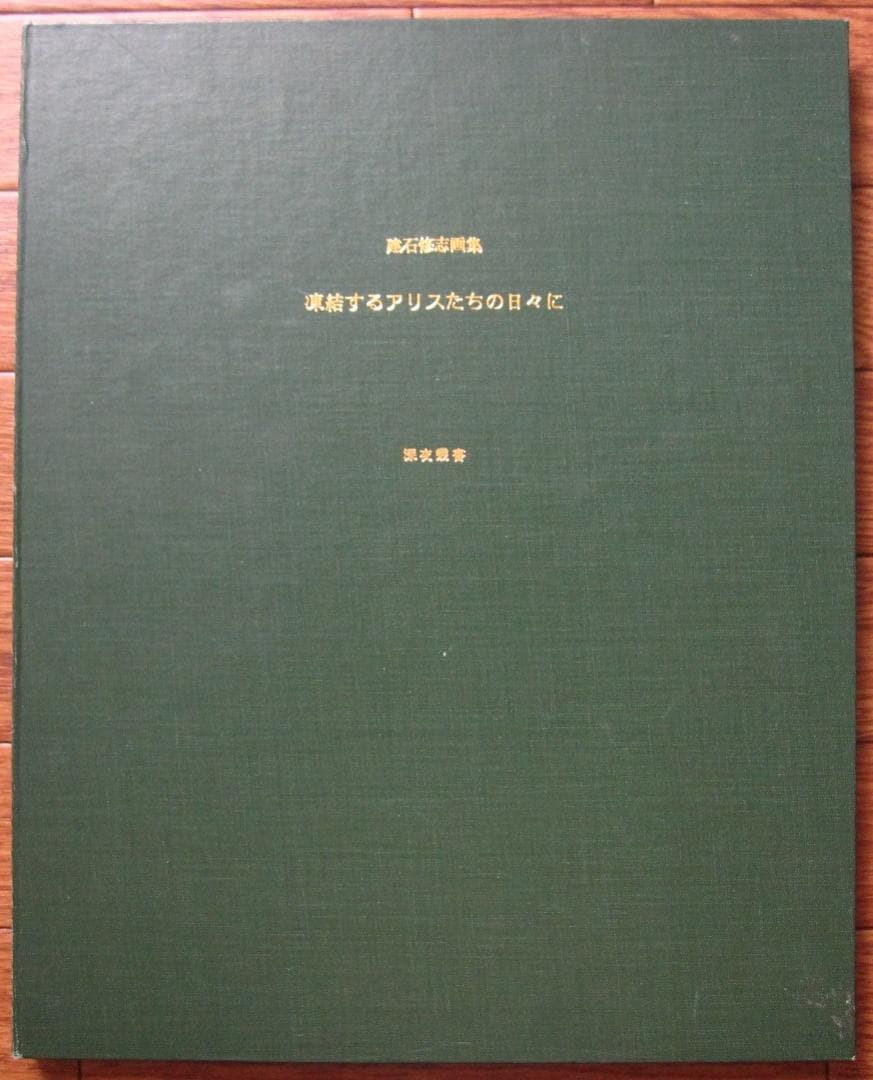 建石修志画集
凍結するアリスたちの日々に
深夜叢書